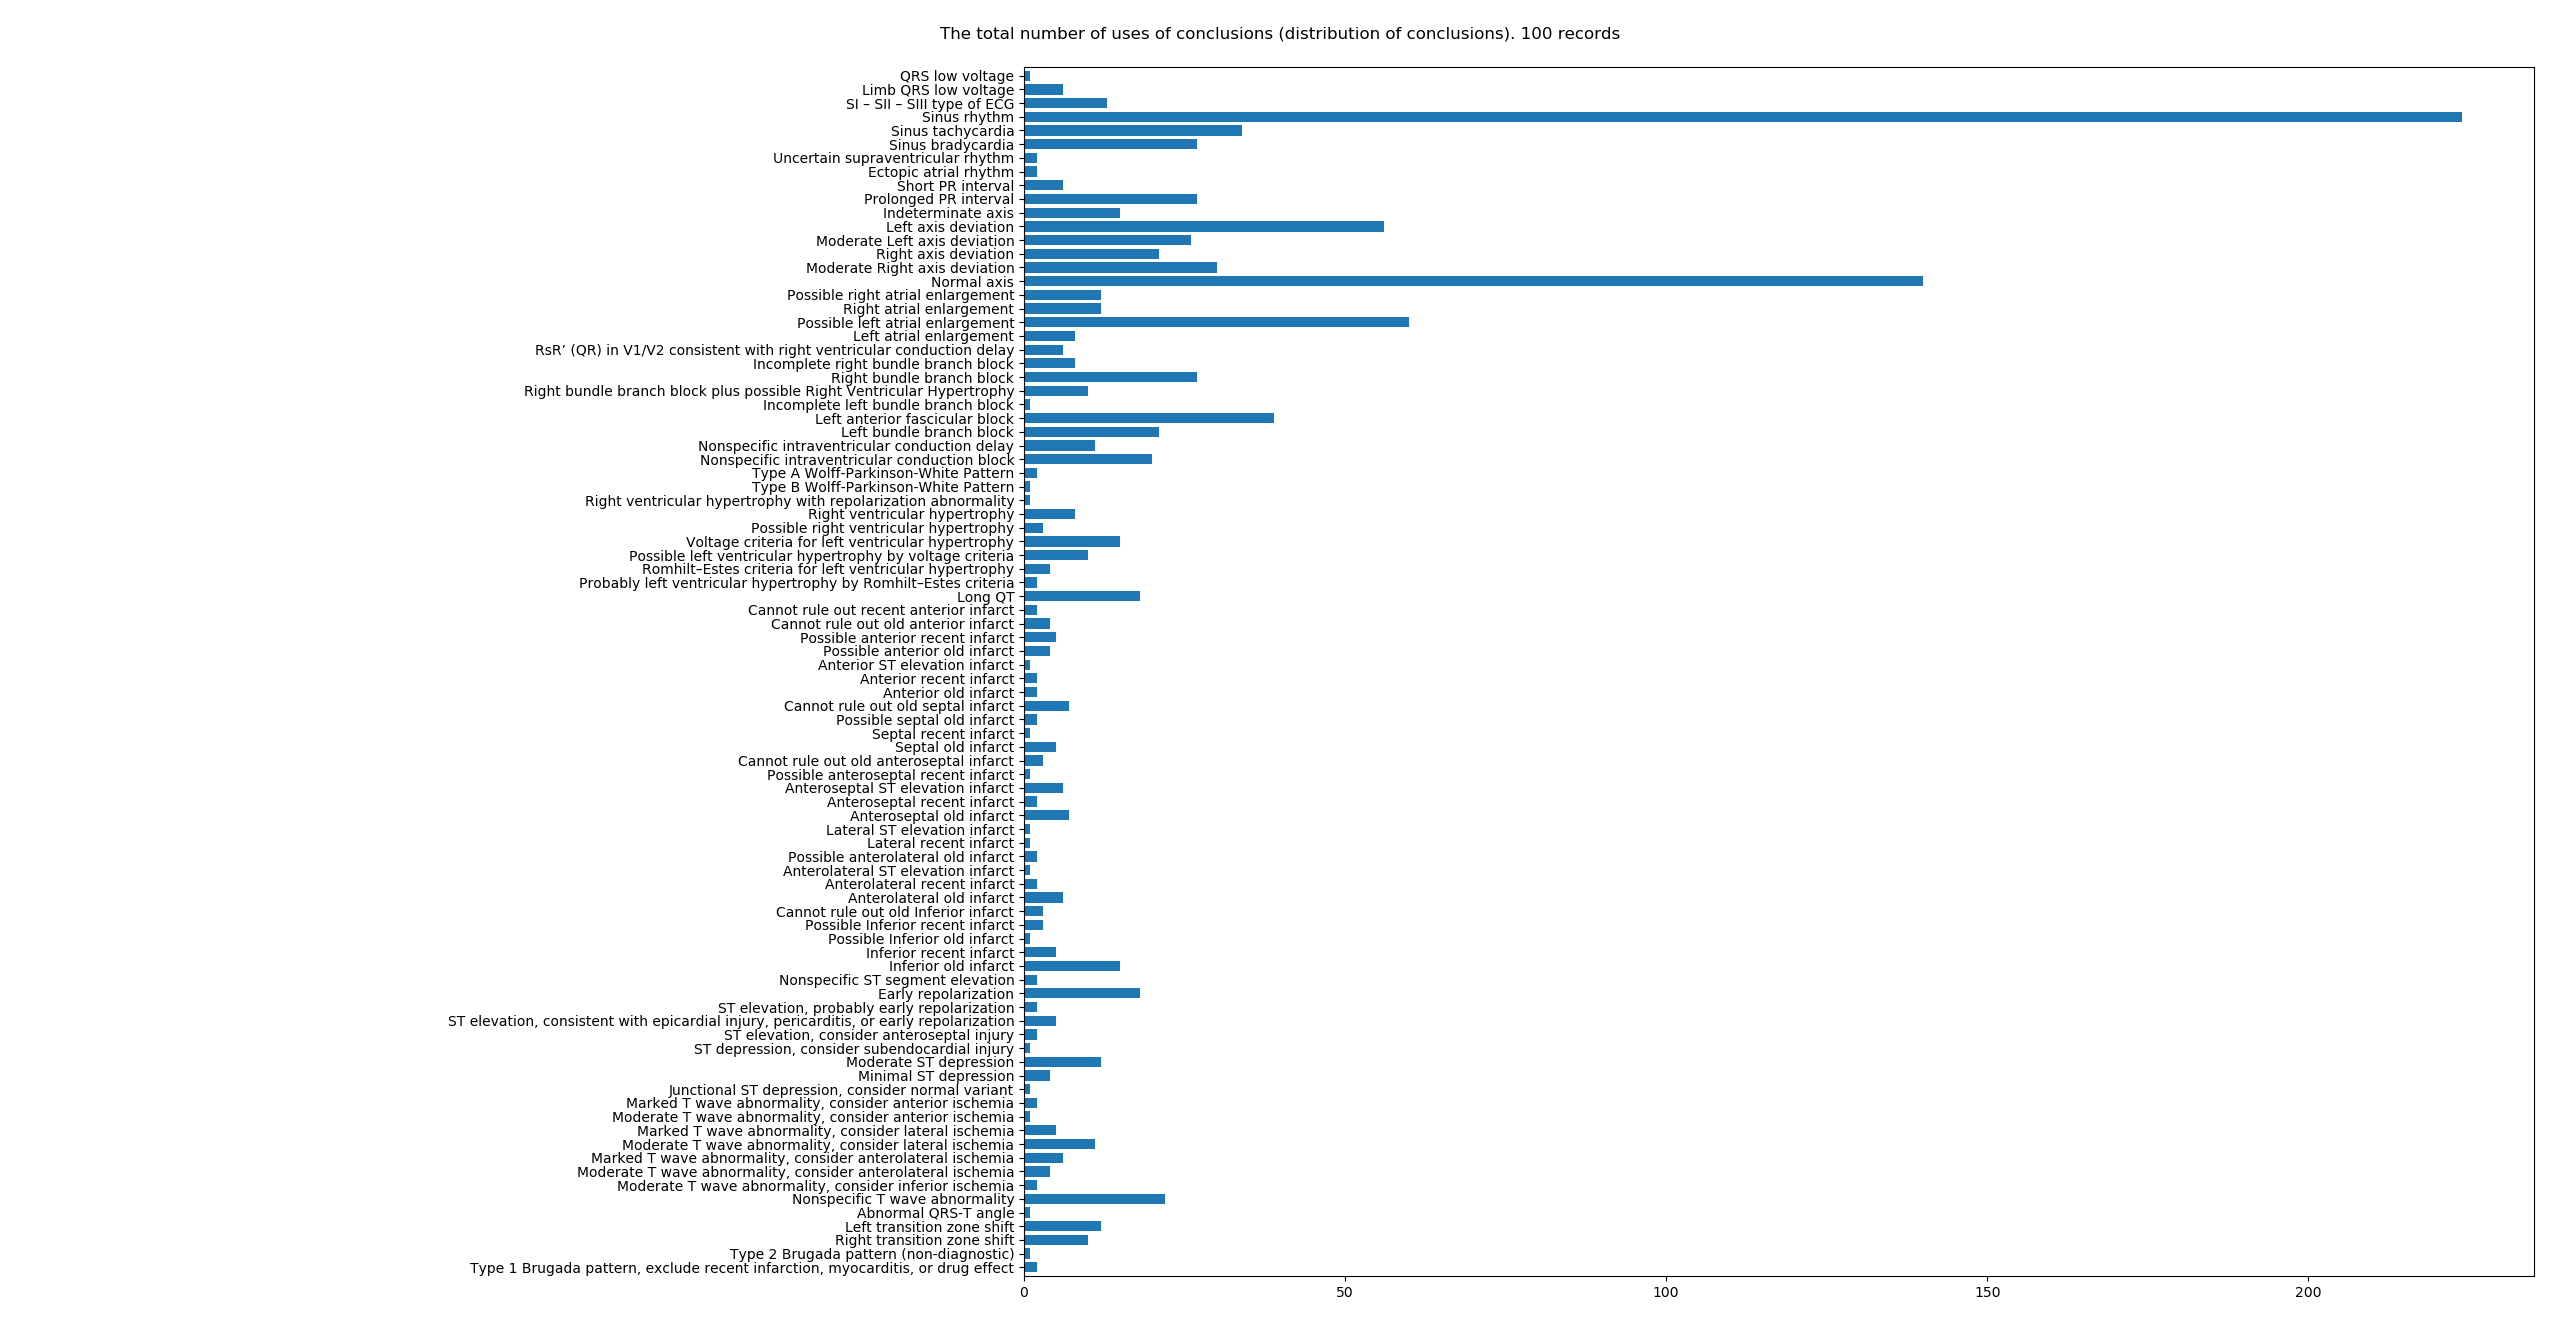 The total number of uses of conclusions (distribution of conclusions). 100 records
QRS low voltage
Limb QRS low voltage
SI – SII – SIII type of ECG
Sinus rhythm
Sinus tachycardia
Sinus bradycardia
Uncertain supraventricular rhythm
Ectopic atrial rhythm
Short PR interval
Prolonged PR interval
Indeterminate axis
Left axis deviation
Moderate Left axis deviation
Right axis deviation
Moderate Right axis deviation
Normal axis
Possible right atrial enlargement
Right atrial enlargement
Possible left atrial enlargement
Left atrial enlargement
RsR’ (QR) in V1/V2 consistent with right ventricular conduction delay
Incomplete right bundle branch block
Right bundle branch block
Right bundle branch block plus possible Right Ventricular Hypertrophy
Incomplete left bundle branch block
Left anterior fascicular block
Left bundle branch block
Nonspecific intraventricular conduction delay
Nonspecific intraventricular conduction block
Type A Wolff-Parkinson-White Pattern
Type B Wolff-Parkinson-White Pattern
Right ventricular hypertrophy with repolarization abnormality
Right ventricular hypertrophy
Possible right ventricular hypertrophy
Voltage criteria for left ventricular hypertrophy
Possible left ventricular hypertrophy by voltage criteria
Romhilt–Estes criteria for left ventricular hypertrophy
Probably left ventricular hypertrophy by Romhilt–Estes criteria
Long QT
Cannot rule out recent anterior infarct
Cannot rule out old anterior infarct
Possible anterior recent infarct
Possible anterior old infarct
Anterior ST elevation infarct
Anterior recent infarct
Anterior old infarct
Cannot rule out old septal infarct
Possible septal old infarct
Septal recent infarct
Septal old infarct
Cannot rule out old anteroseptal infarct
Possible anteroseptal recent infarct
Anteroseptal ST elevation infarct
Anteroseptal recent infarct
Anteroseptal old infarct
Lateral ST elevation infarct
Lateral recent infarct
Possible anterolateral old infarct
Anterolateral ST elevation infarct
Anterolateral recent infarct
Anterolateral old infarct
Cannot rule out old Inferior infarct
Possible Inferior recent infarct
Possible Inferior old infarct
Inferior recent infarct
Inferior old infarct
Nonspecific ST segment elevation
Early repolarization
ST elevation, probably early repolarization
ST elevation, consistent with epicardial injury, pericarditis, or early repolarization
ST elevation, consider anteroseptal injury
ST depression, consider subendocardial injury
Moderate ST depression
Minimal ST depression
Junctional ST depression, consider normal variant
Marked T wave abnormality, consider anterior ischemia
Moderate T wave abnormality, consider anterior ischemia
Marked T wave abnormality, consider lateral ischemia
Moderate T wave abnormality, consider lateral ischemia
Marked T wave abnormality, consider anterolateral ischemia
Moderate T wave abnormality, consider anterolateral ischemia
Moderate T wave abnormality, consider inferior ischemia
Nonspecific T wave abnormality
Abnormal QRS-T angle
Left transition zone shift
Right transition zone shift
Type 2 Brugada pattern (non-diagnostic)
Type 1 Brugada pattern, exclude recent infarction, myocarditis, or drug effect
0 50 100 150 200